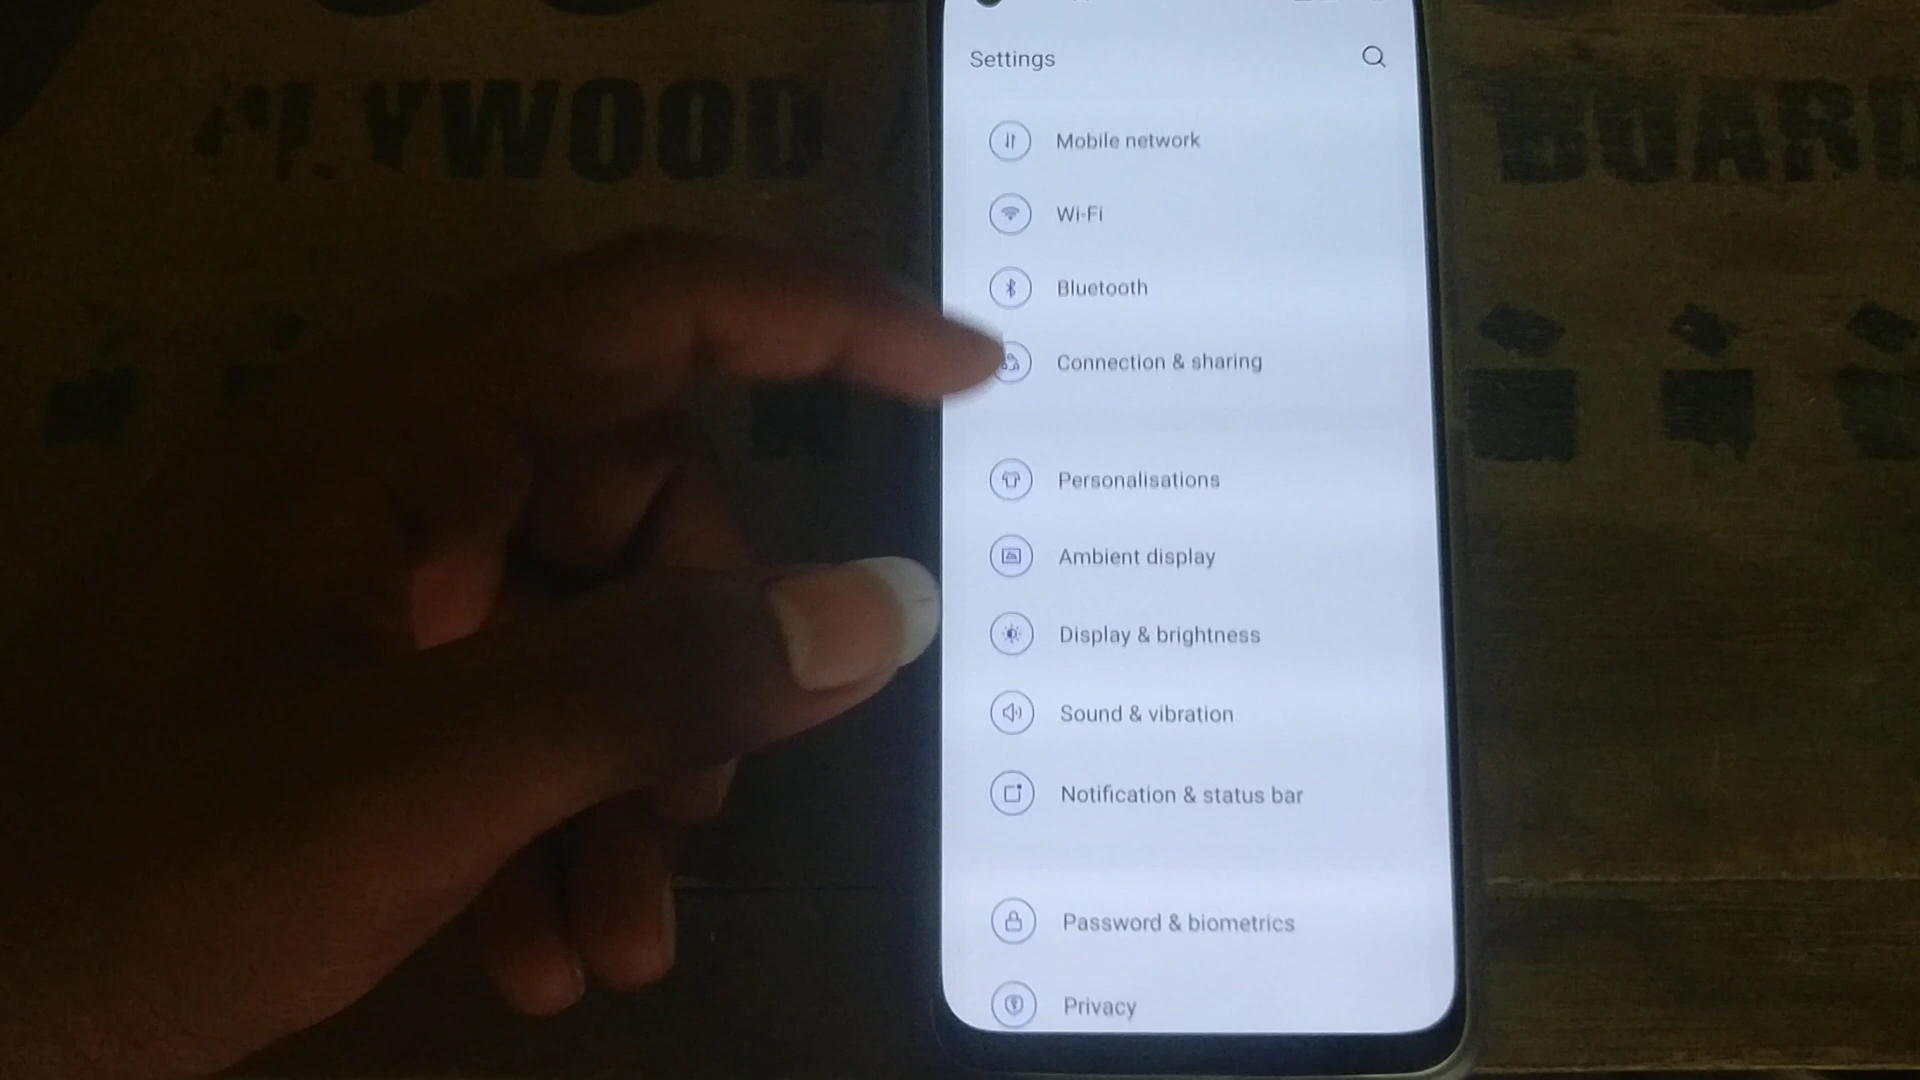 PLYWOOD
BOARD
Settings
Mobile network
Wi-Fi
Bluetooth
Connection & sharing
Personalisations
Ambient display
Display & brightness
Sound & vibration
Notification & status bar
Password & biometrics
Privacy